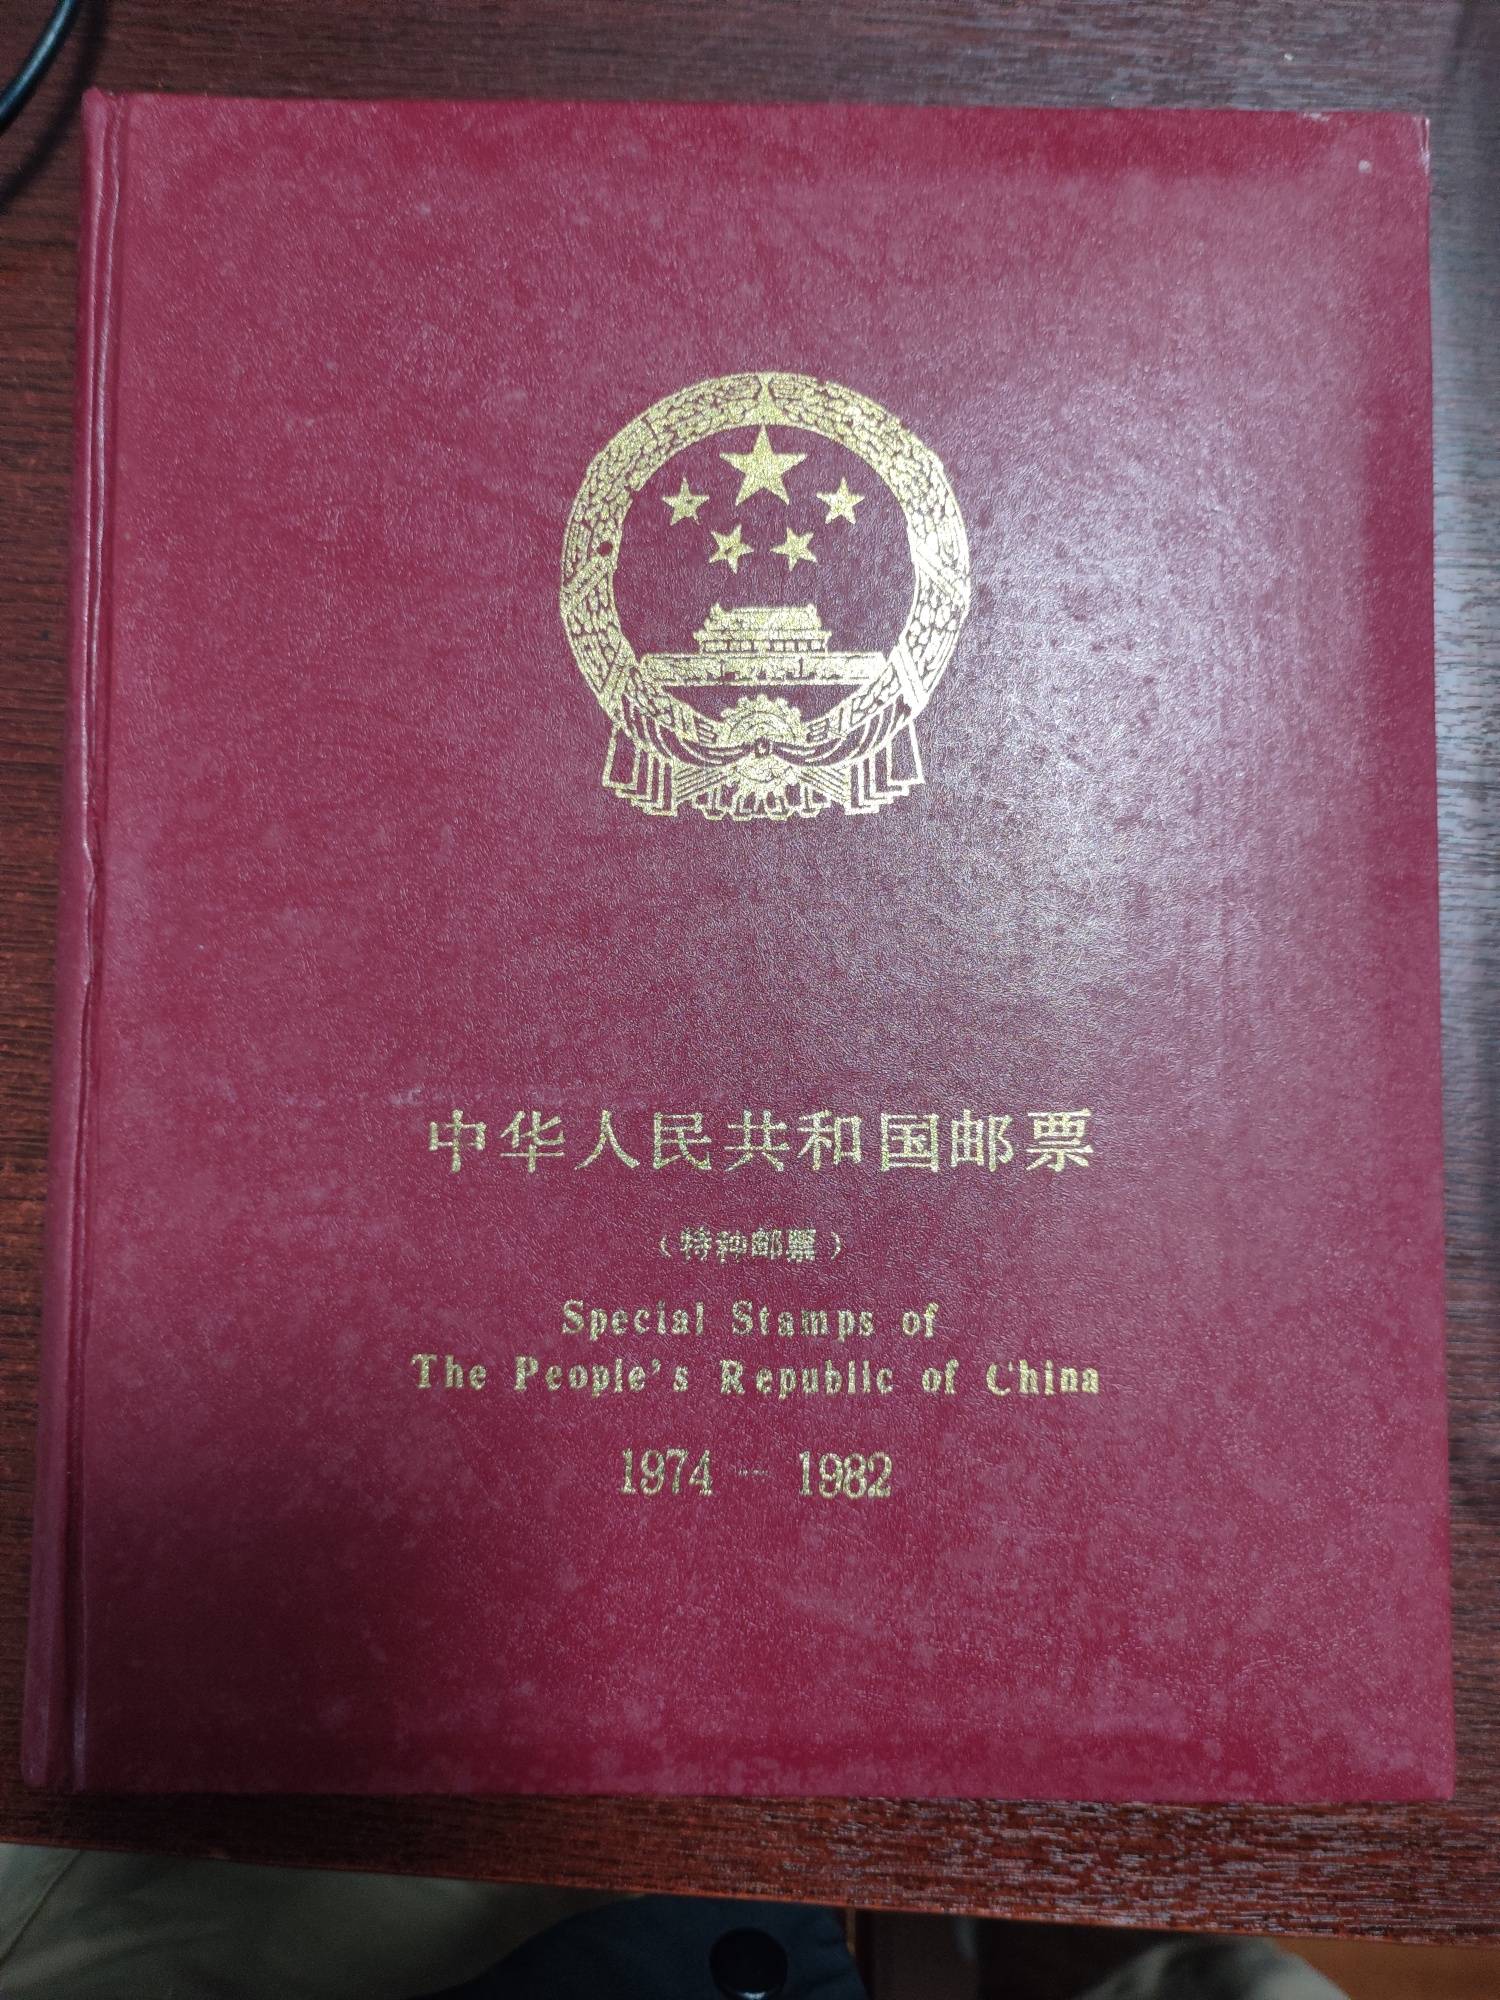 中华人民共和国邮票
（特种邮票）
Special Stamps of
The People's Republic of China
1974 — 1982